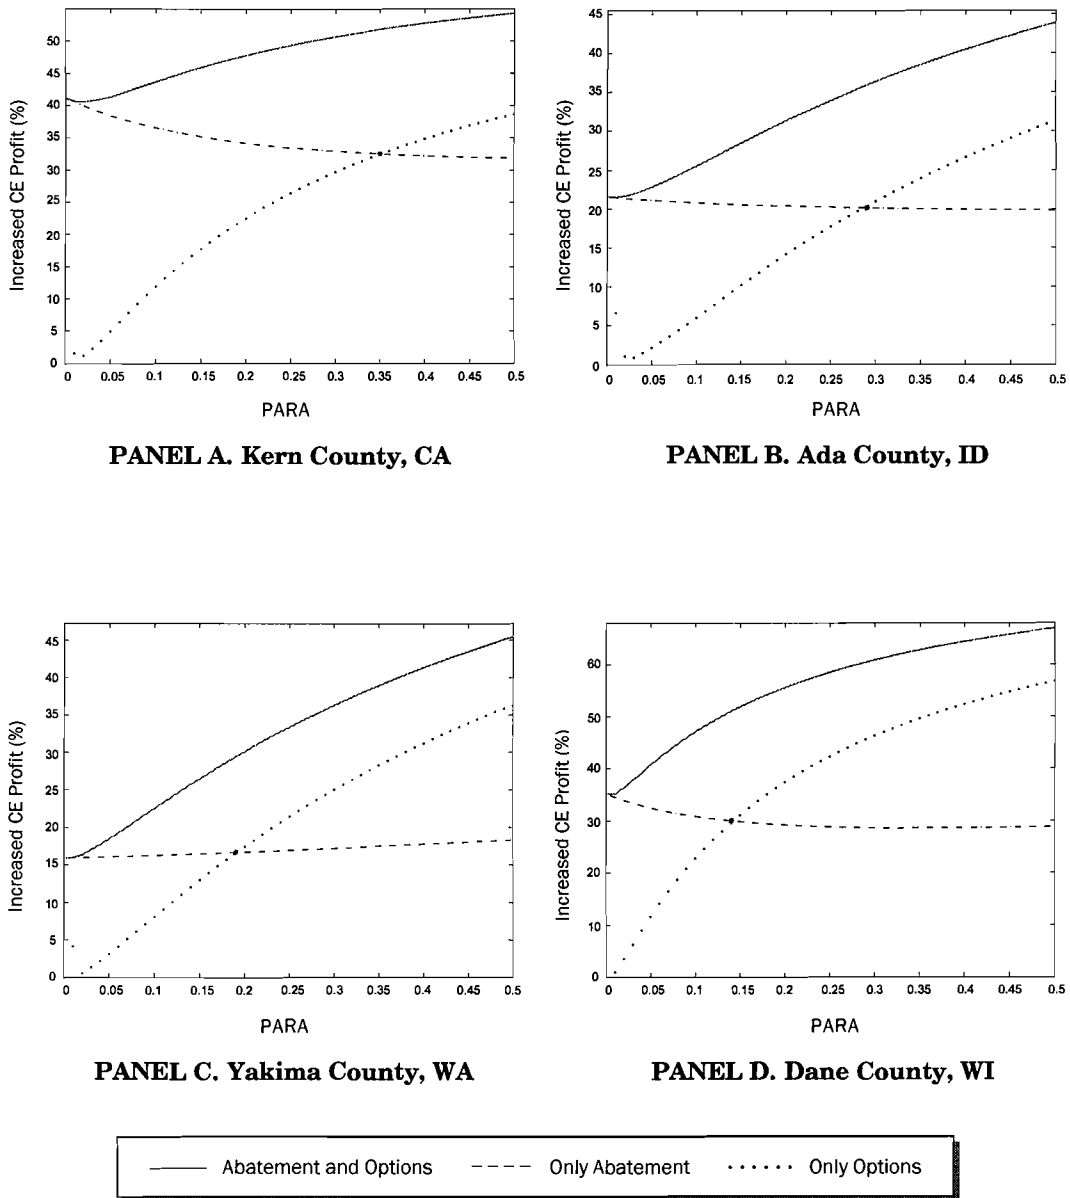 Increased CE Profit (%)
50
45
40
35
30
25
20
15
10
5
0
0 0.05 0.1 0.15 0.2 0.25 0.3 0.35 0.4 0.45 0.5
PARA
PANEL A. Kern County, CA
Increased CE Profit (%)
45
40
35
30
25
20
15
10
5
0
0 0.05 0.1 0.15 0.2 0.25 0.3 0.35 0.4 0.45 0.5
PARA
PANEL B. Ada County, ID
Increased CE Profit (%)
45
40
35
30
25
20
15
10
5
0
0 0.05 0.1 0.15 0.2 0.25 0.3 0.35 0.4 0.45 0.5
PARA
PANEL C. Yakima County, WA
Increased CE Profit (%)
60
50
40
30
20
10
0
0 0.05 0.1 0.15 0.2 0.25 0.3 0.35 0.4 0.45 0.5
PARA
PANEL D. Dane County, WI
Abatement and Options Only Abatement Only Options